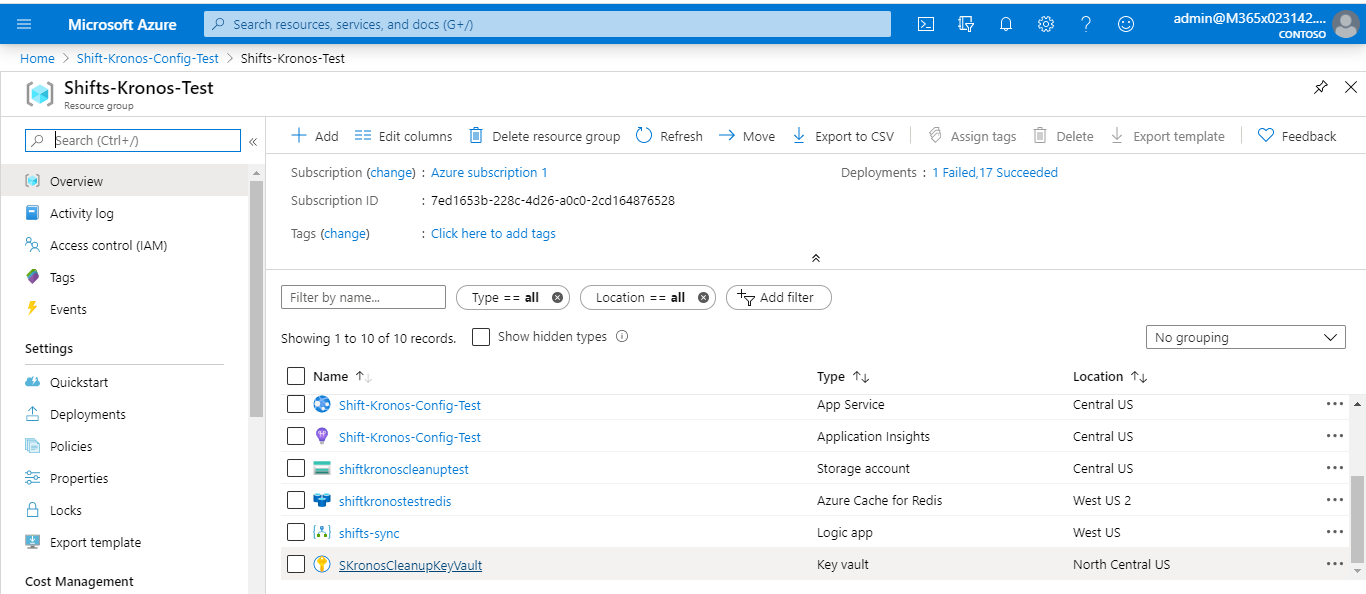 Microsoft Azure
Search resources, services, and docs (G+/)
admin@M365x023142....
CONTOSO
Home > Shift-Kronos-Config-Test > Shifts-Kronos-Test
Shifts-Kronos-Test
Resource group
Search (Ctrl+/)
«
Add Edit columns Delete resource group Refresh Move Export to CSV Assign tags Delete Export template Feedback
Overview
Activity log
Access control (IAM)
Tags
Events
Settings
Quickstart
Deployments
Policies
Properties
Locks
Export template
Cost Management
Subscription (change) : Azure subscription 1
Deployments : 1 Failed,17 Succeeded
Subscription ID : 7ed1653b-228c-4d26-a0c0-2cd164876528
Tags (change) : Click here to add tags
Filter by name... Type == all Location == all Add filter
Showing 1 to 10 of 10 records. Show hidden types No grouping
Name Type Location
Shift-Kronos-Config-Test App Service Central US
Shift-Kronos-Config-Test Application Insights Central US
shiftkronoscleanuptest Storage account Central US
shiftkronostestredis Azure Cache for Redis West US 2
shifts-sync Logic app West US
SKronosCleanupKeyVault Key vault North Central US